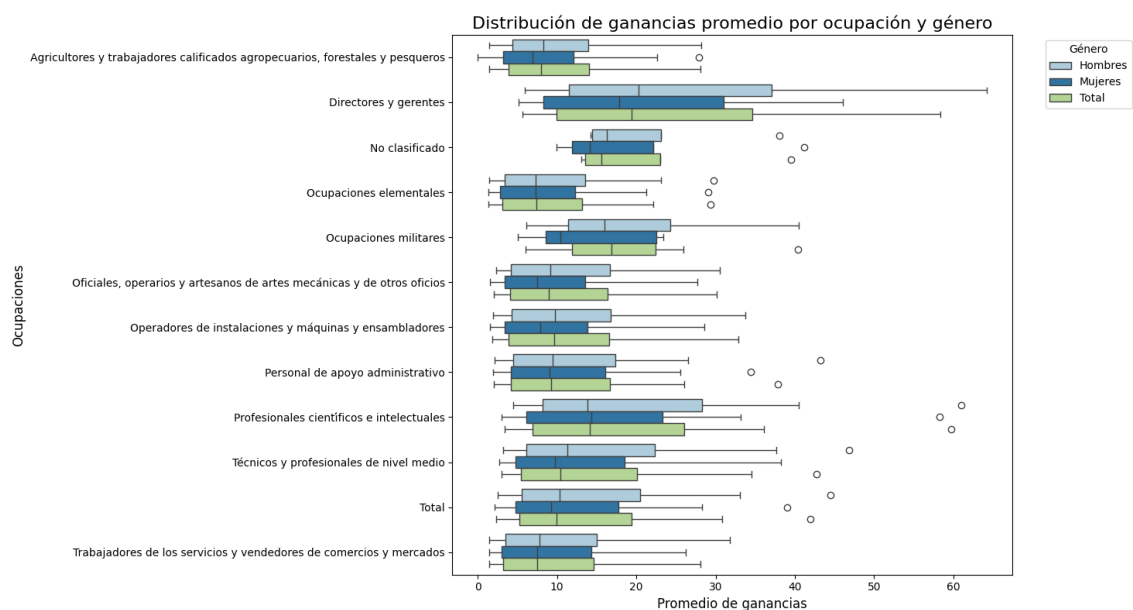 Distribución de ganancias promedio por ocupación y género
Agricultores y trabajadores calificados agropecuarios, forestales y pesqueros
Directores y gerentes
No clasificado
Ocupaciones elementales
Ocupaciones militares
Oficiales, operarios y artesanos de artes mecánicas y de otros oficios
Operadores de instalaciones y máquinas y ensambladores
Personal de apoyo administrativo
Profesionales científicos e intelectuales
Técnicos y profesionales de nivel medio
Total
Trabajadores de los servicios y vendedores de comercios y mercados
Ocupaciones
0 10 20 30 40 50 60
Promedio de ganancias
Género
Hombres
Mujeres
Total